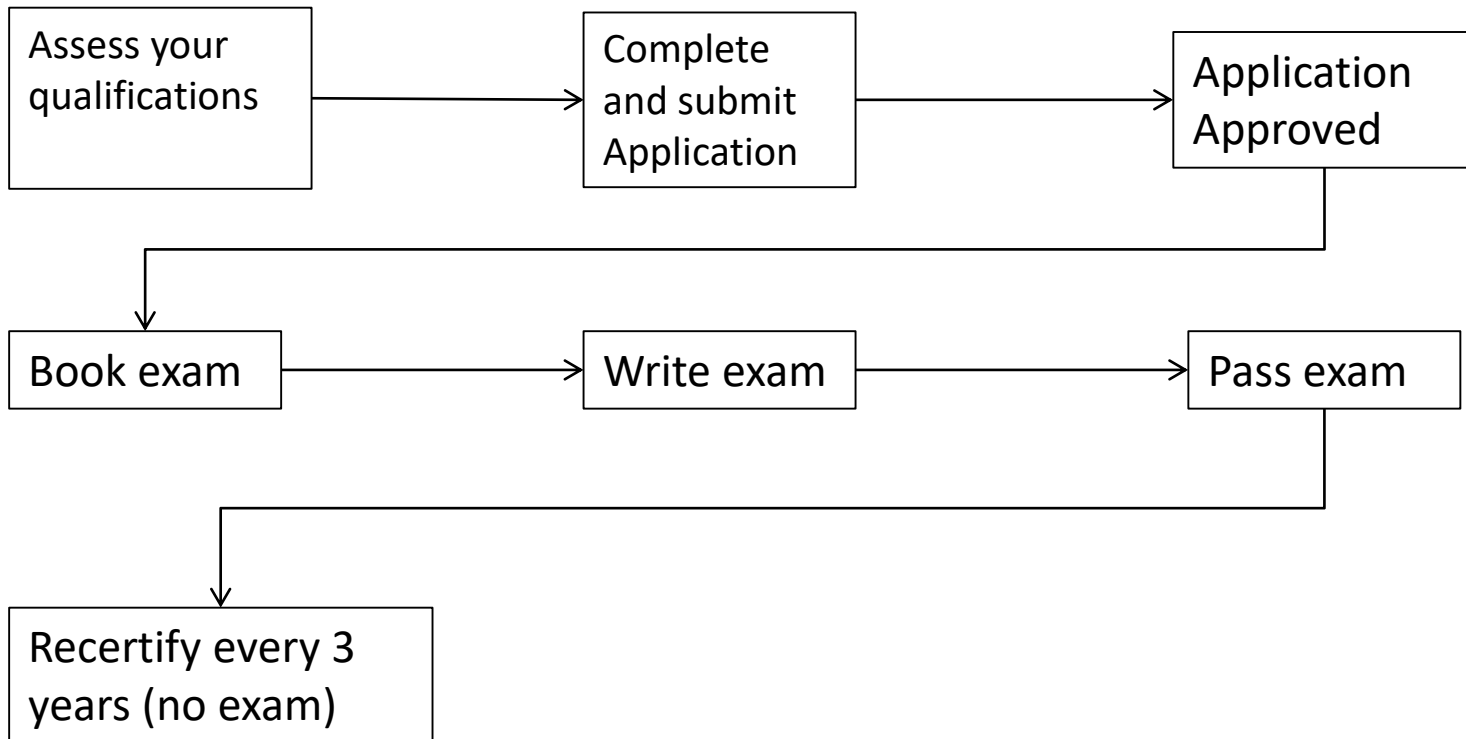 Assess your
qualifications
Complete
and submit
Application
Application
Approved
Book exam
Write exam
Pass exam
Recertify every 3
years (no exam)